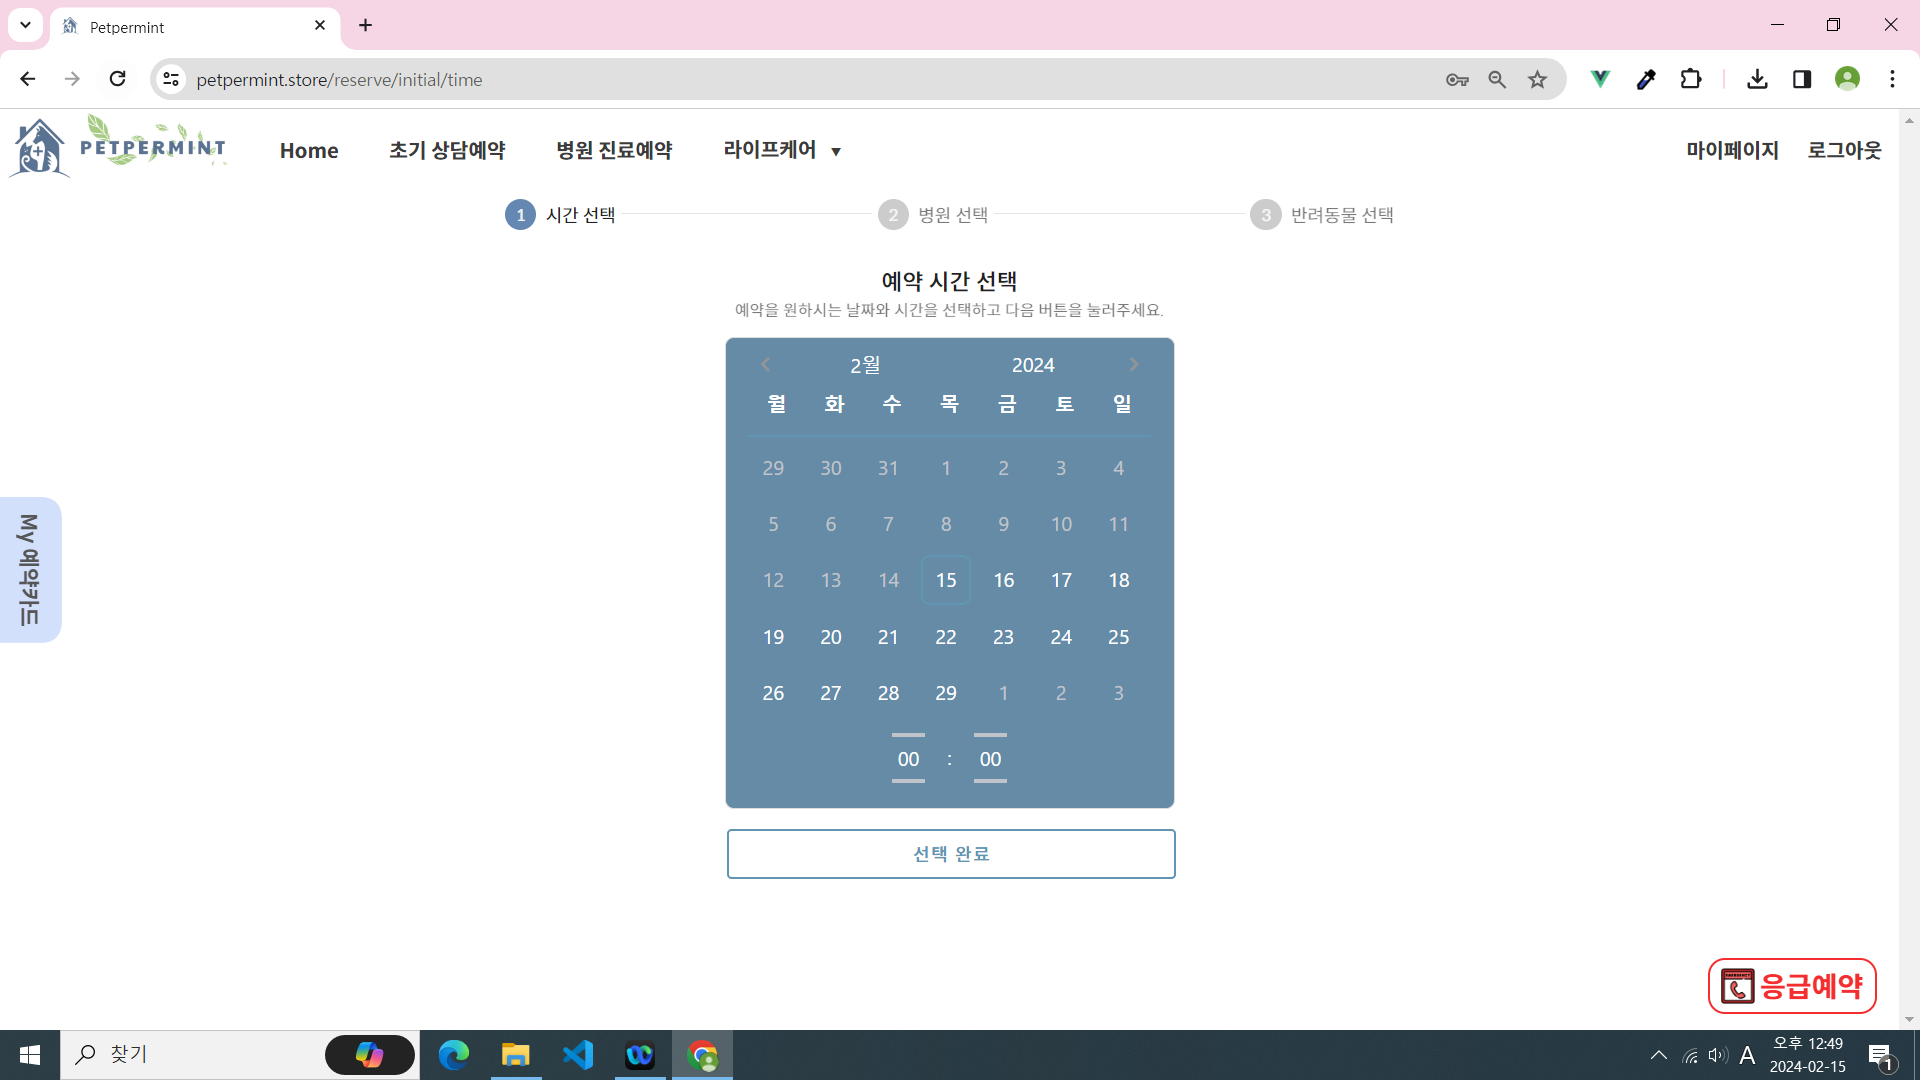 Petpermint
petpermint.store/reserve/initial/time
PETPERMINT
Home
초기 상담예약
병원 진료예약
라이프케어 ▼
마이페이지
로그아웃
1 시간 선택
2 병원 선택
3 반려동물 선택
예약 시간 선택
예약을 원하시는 날짜와 시간을 선택하고 다음 버튼을 눌러주세요.
2월 2024
월 화 수 목 금 토 일
29 30 31 1 2 3 4
5 6 7 8 9 10 11
12 13 14 15 16 17 18
19 20 21 22 23 24 25
26 27 28 29 1 2 3
00 : 00
My 예약카드
선택 완료
응급예약
찾기
A
오후 12:49
2024-02-15
1